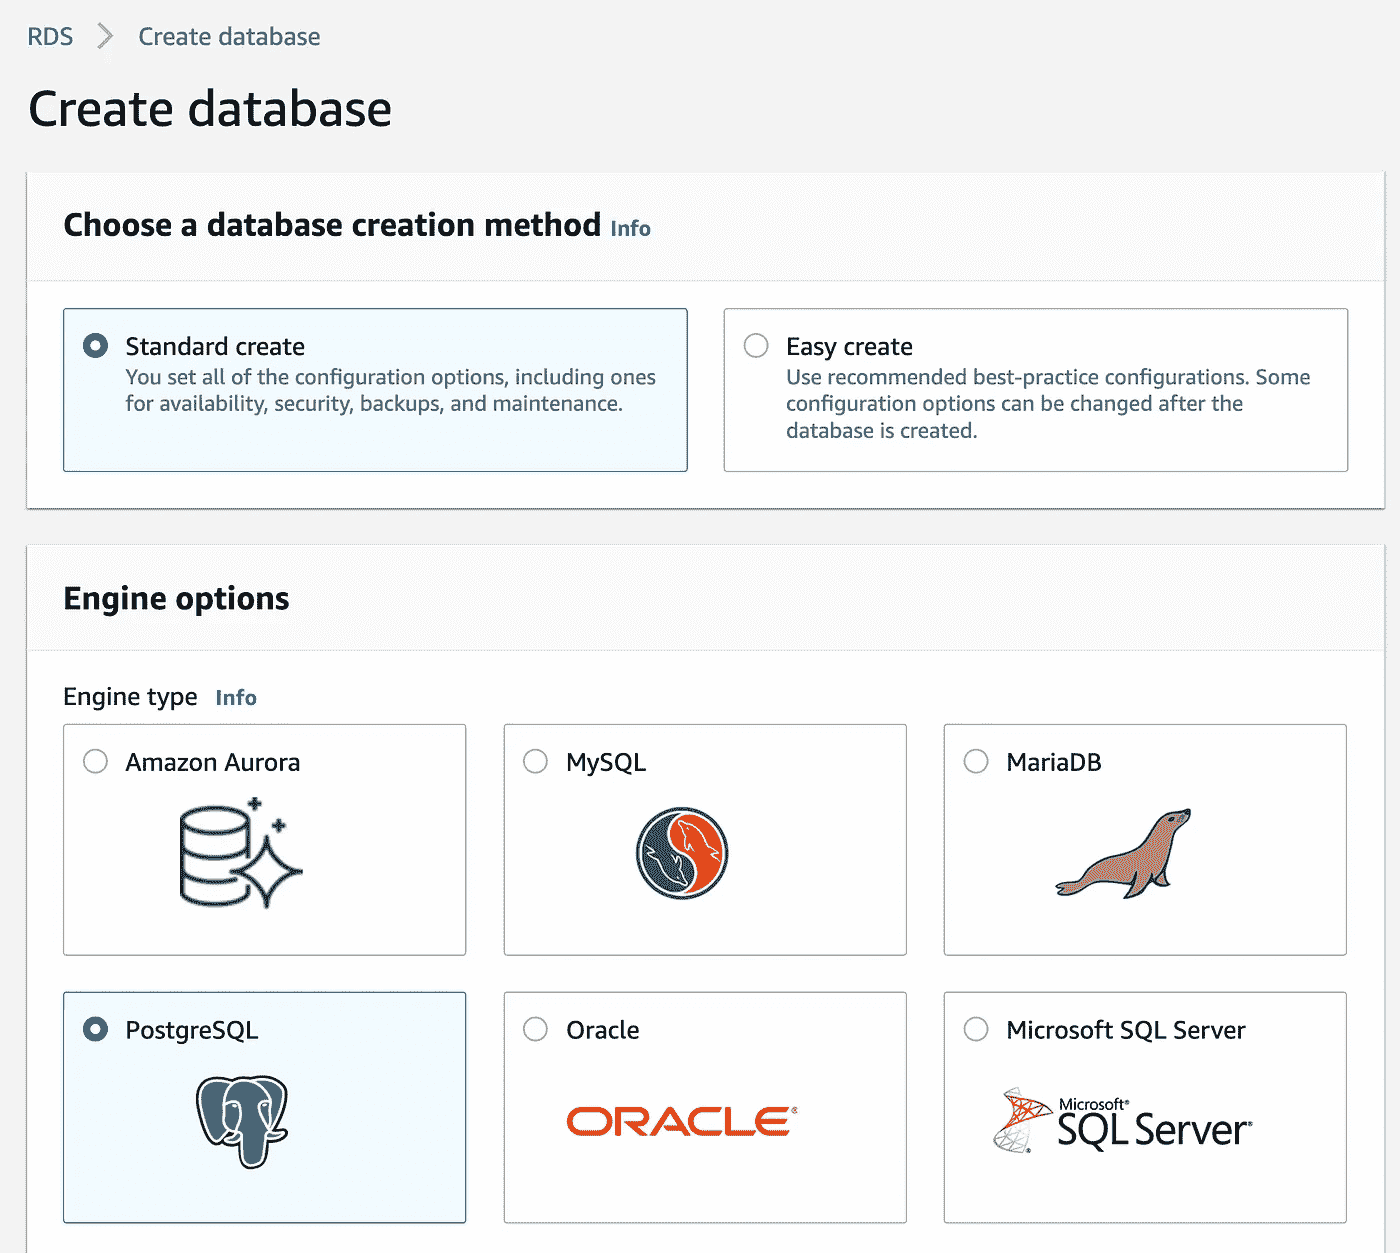 RDS > Create database
Create database
Choose a database creation method Info
Standard create
You set all of the configuration options, including ones
for availability, security, backups, and maintenance.
Easy create
Use recommended best-practice configurations. Some
configuration options can be changed after the
database is created.
Engine options
Engine type Info
Amazon Aurora
MySQL
MariaDB
PostgreSQL
Oracle
ORACLE®
Microsoft SQL Server
Microsoft®
SQL Server®